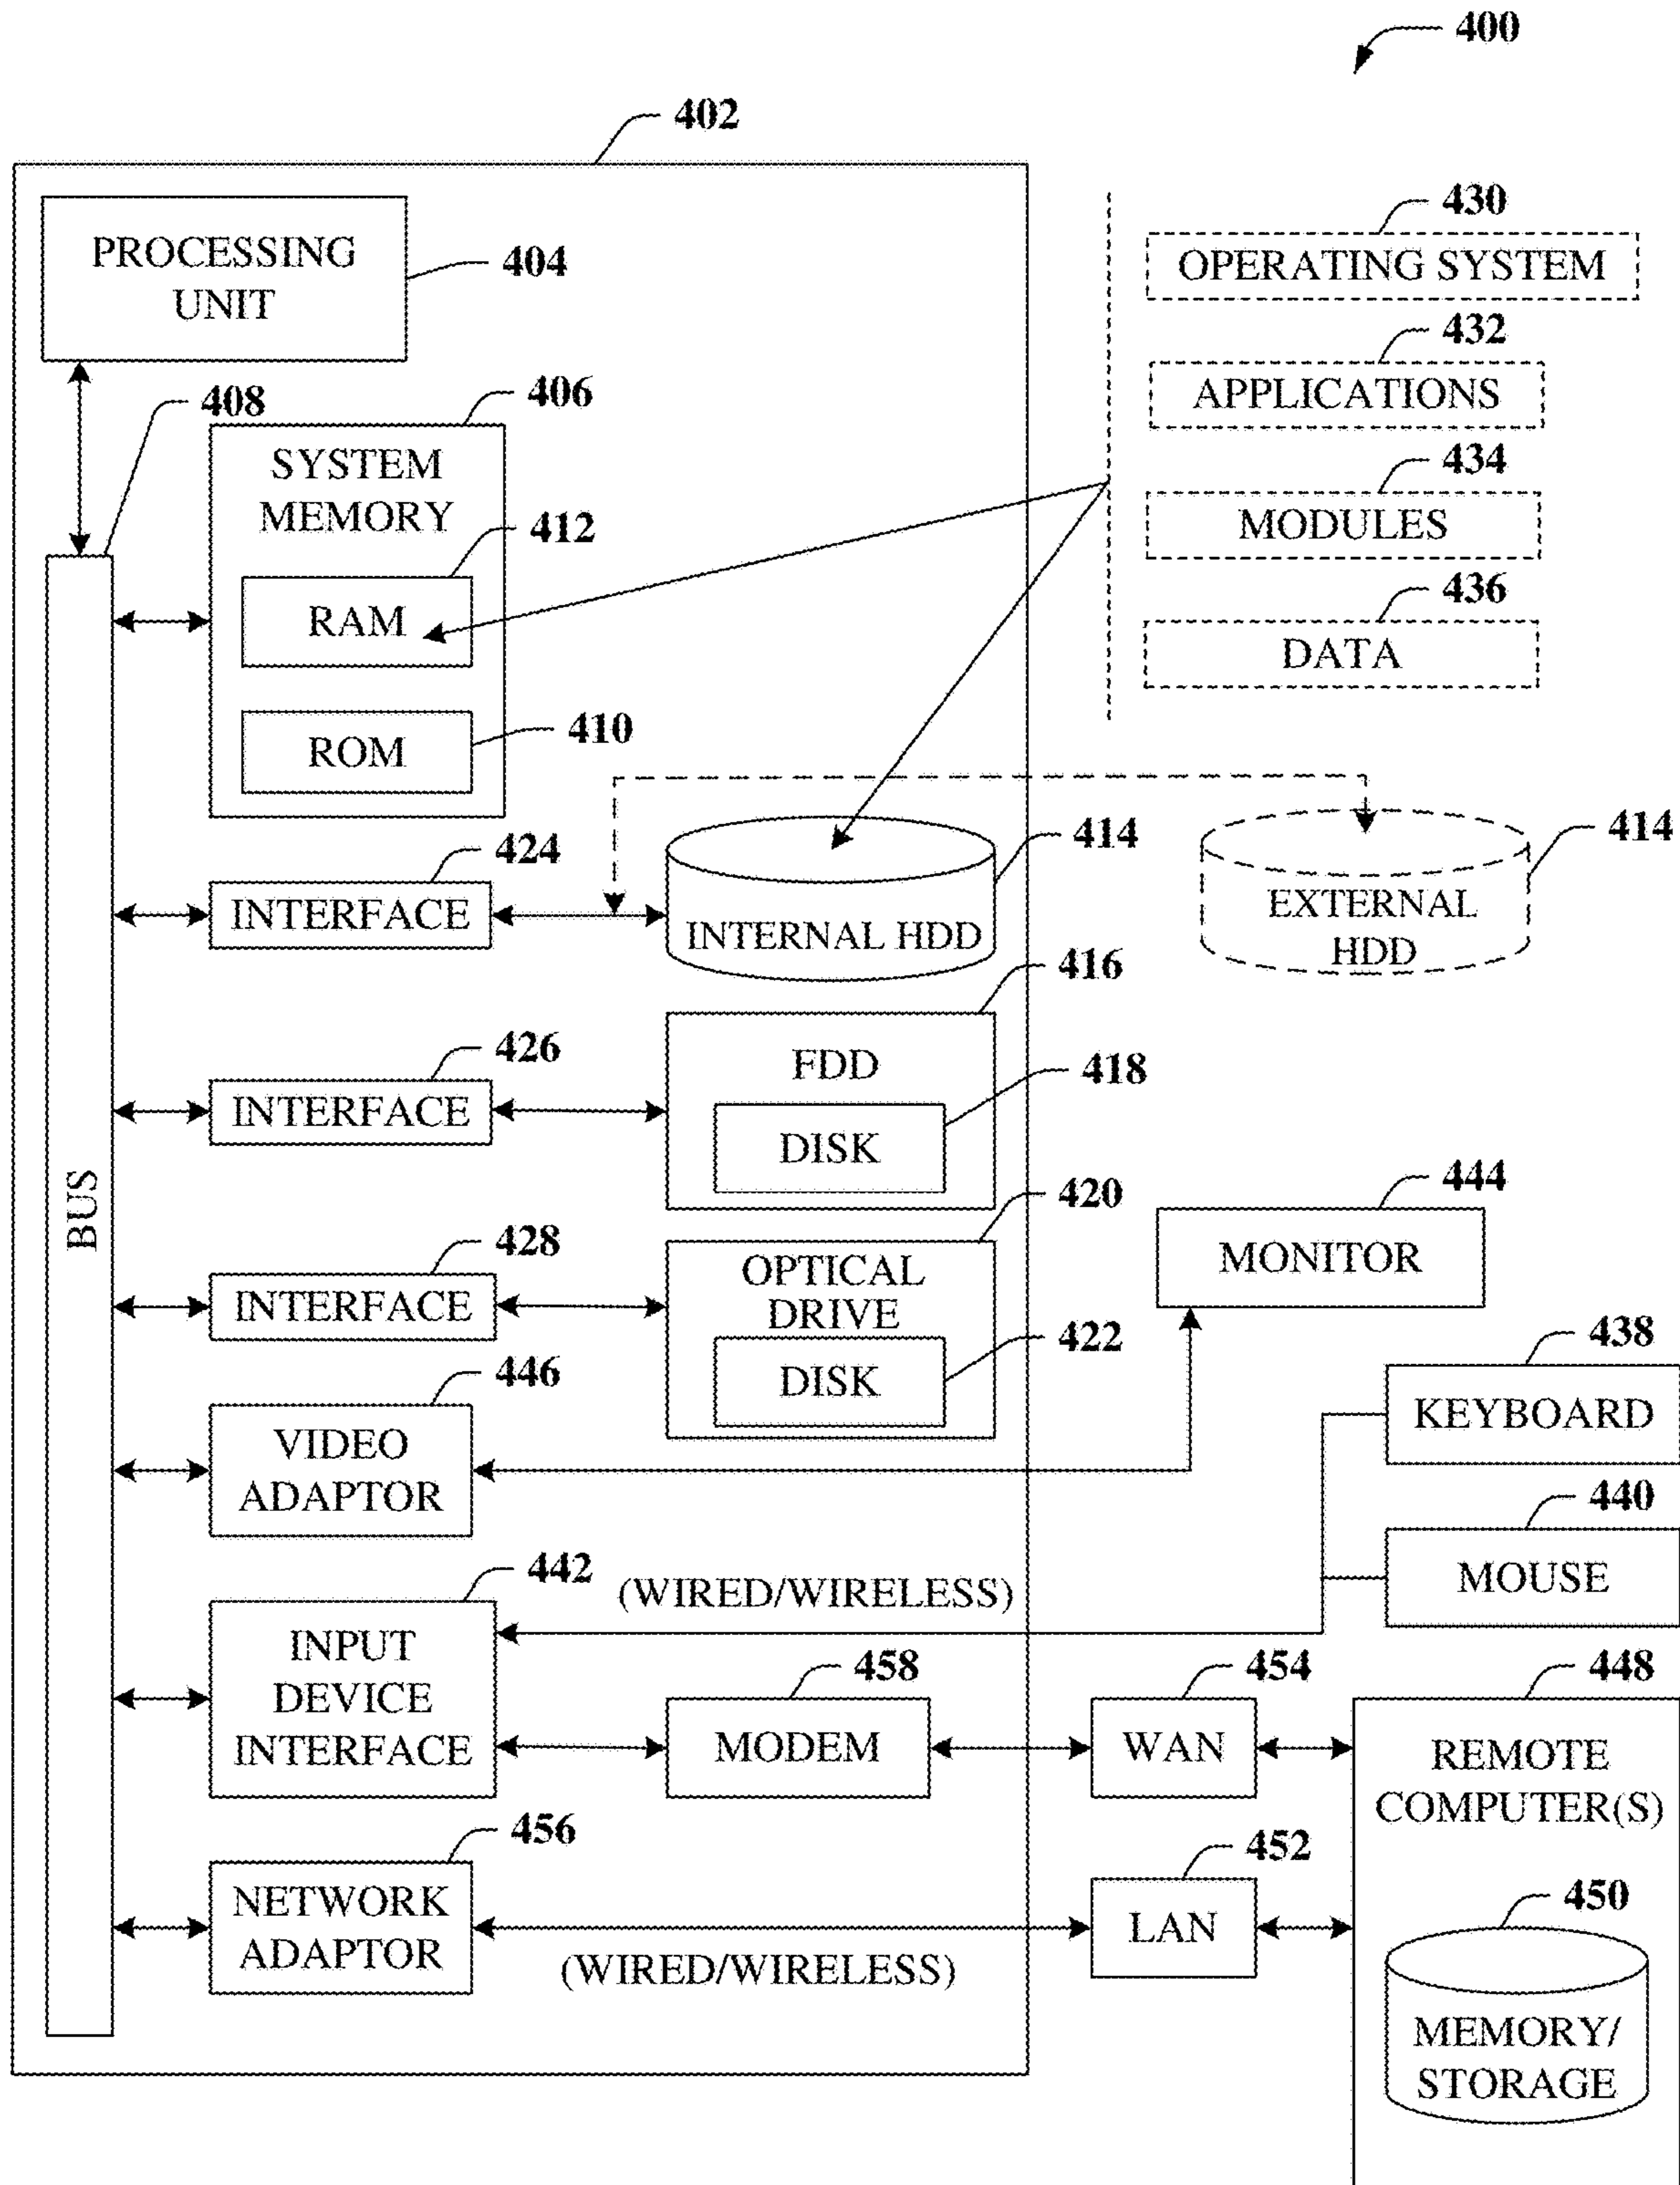 400
402
PROCESSING
UNIT
404
430
OPERATING SYSTEM
432
APPLICATIONS
434
MODULES
436
DATA
408
406
SYSTEM
MEMORY
412
RAM
410
ROM
BUS
424
INTERFACE
414
INTERNAL HDD
414
EXTERNAL
HDD
426
INTERFACE
416
FDD
418
DISK
428
INTERFACE
420
OPTICAL
DRIVE
422
DISK
444
MONITOR
446
VIDEO
ADAPTOR
438
KEYBOARD
440
MOUSE
442
(WIRED/WIRELESS)
INPUT
DEVICE
INTERFACE
458
MODEM
454
WAN
448
REMOTE
COMPUTER(S)
456
NETWORK
ADAPTOR
(WIRED/WIRELESS)
452
LAN
450
MEMORY/
STORAGE